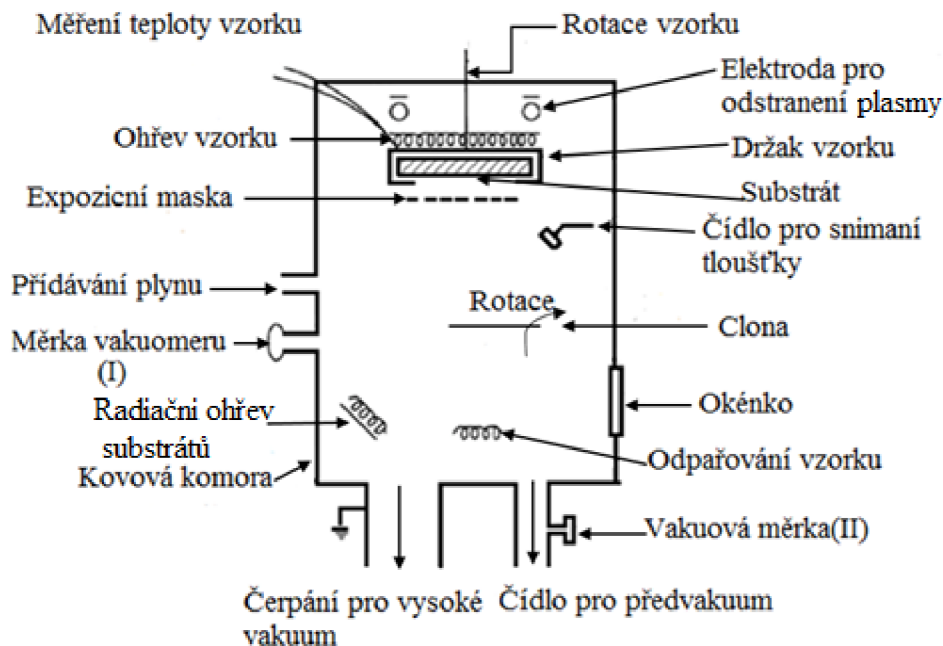 Měření teploty vzorku
Rotace vzorku
Elektroda pro
odstranení plasmy
Ohřev vzorku
Držak vzorku
Substrát
Expozicní maska
Čídlo pro snimaní
tloušťky
Přídávání plynu
Rotace
Clona
Měrka vakuomeru
(I)
Radiační ohřev
substrátů
Okénko
Kovová komora
Odpařování vzorku
Vakuová měrka(II)
Čerpání pro vysoké
vakuum
Čídlo pro předvakuum